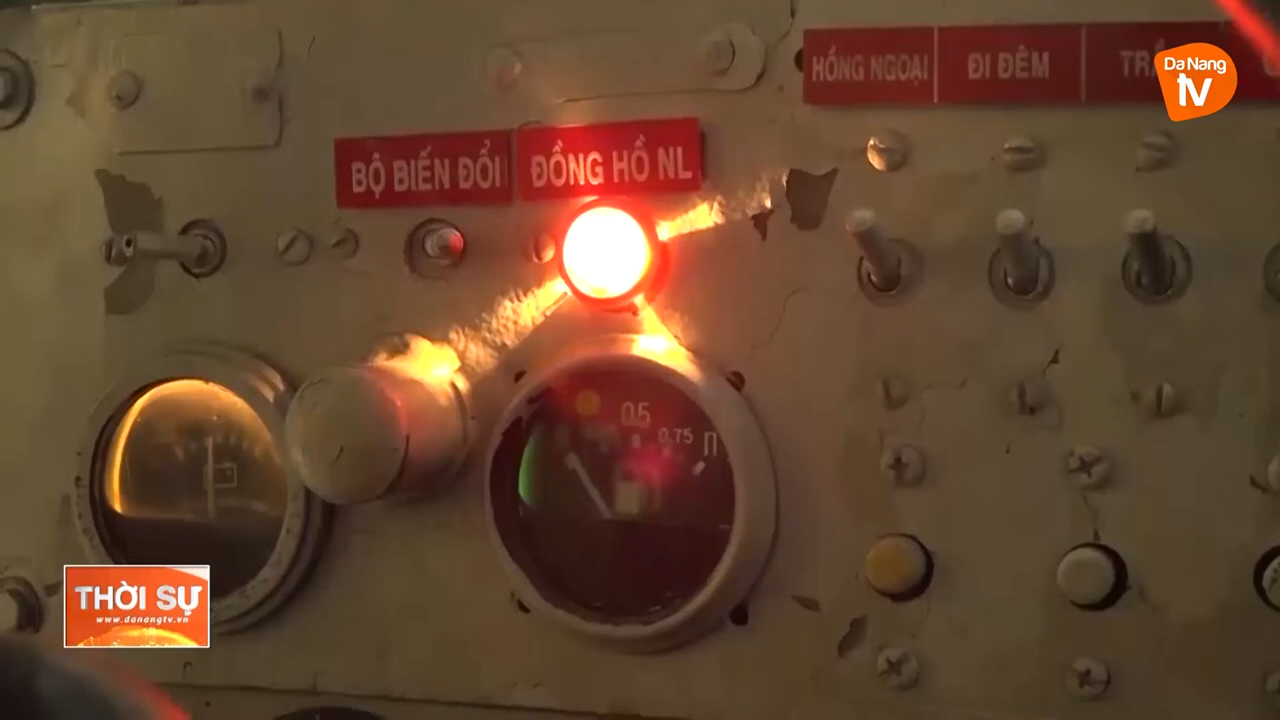 HỒNG NGOẠI
ĐI ĐÊM
Da Nang
tv
BỘ BIẾN ĐỔI
ĐỒNG HỒ NL
0.5
0.75
П
THỜI SỰ
www.danangtv.vn